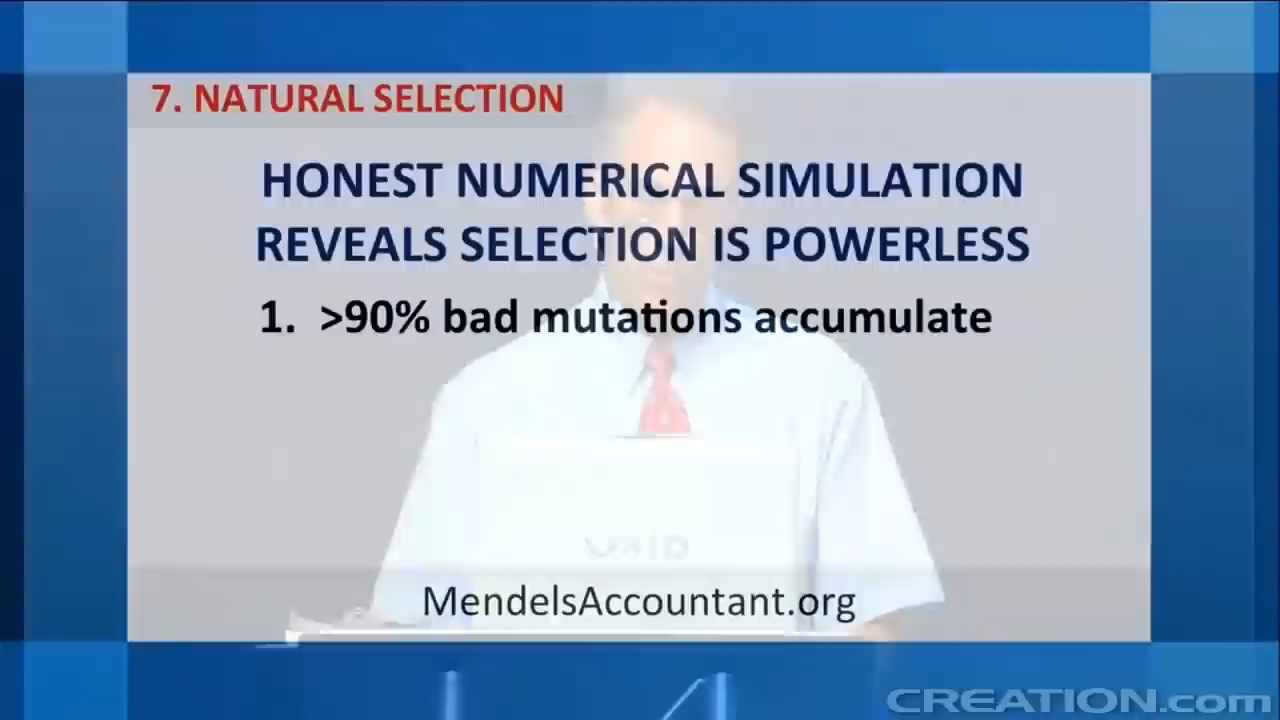 7. NATURAL SELECTION
HONEST NUMERICAL SIMULATION
REVEALS SELECTION IS POWERLESS
1. >90% bad mutations accumulate
VAIO
MendelsAccountant.org
CREATION.com